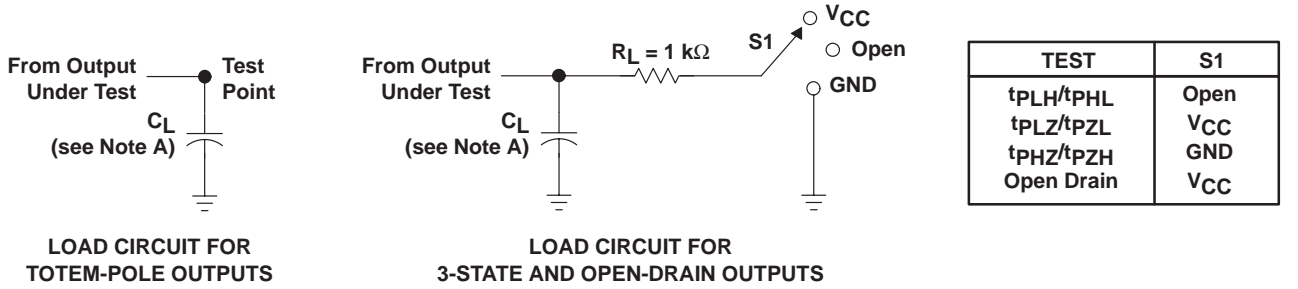 From Output
Under Test
Test
Point
CL
(see Note A)
LOAD CIRCUIT FOR
TOTEM-POLE OUTPUTS
From Output
Under Test
RL = 1 kΩ
S1
VCC
Open
GND
CL
(see Note A)
LOAD CIRCUIT FOR
3-STATE AND OPEN-DRAIN OUTPUTS
TEST S1
tPLH/tPHL Open
tPLZ/tPZL VCC
tPHZ/tPZH GND
Open Drain VCC